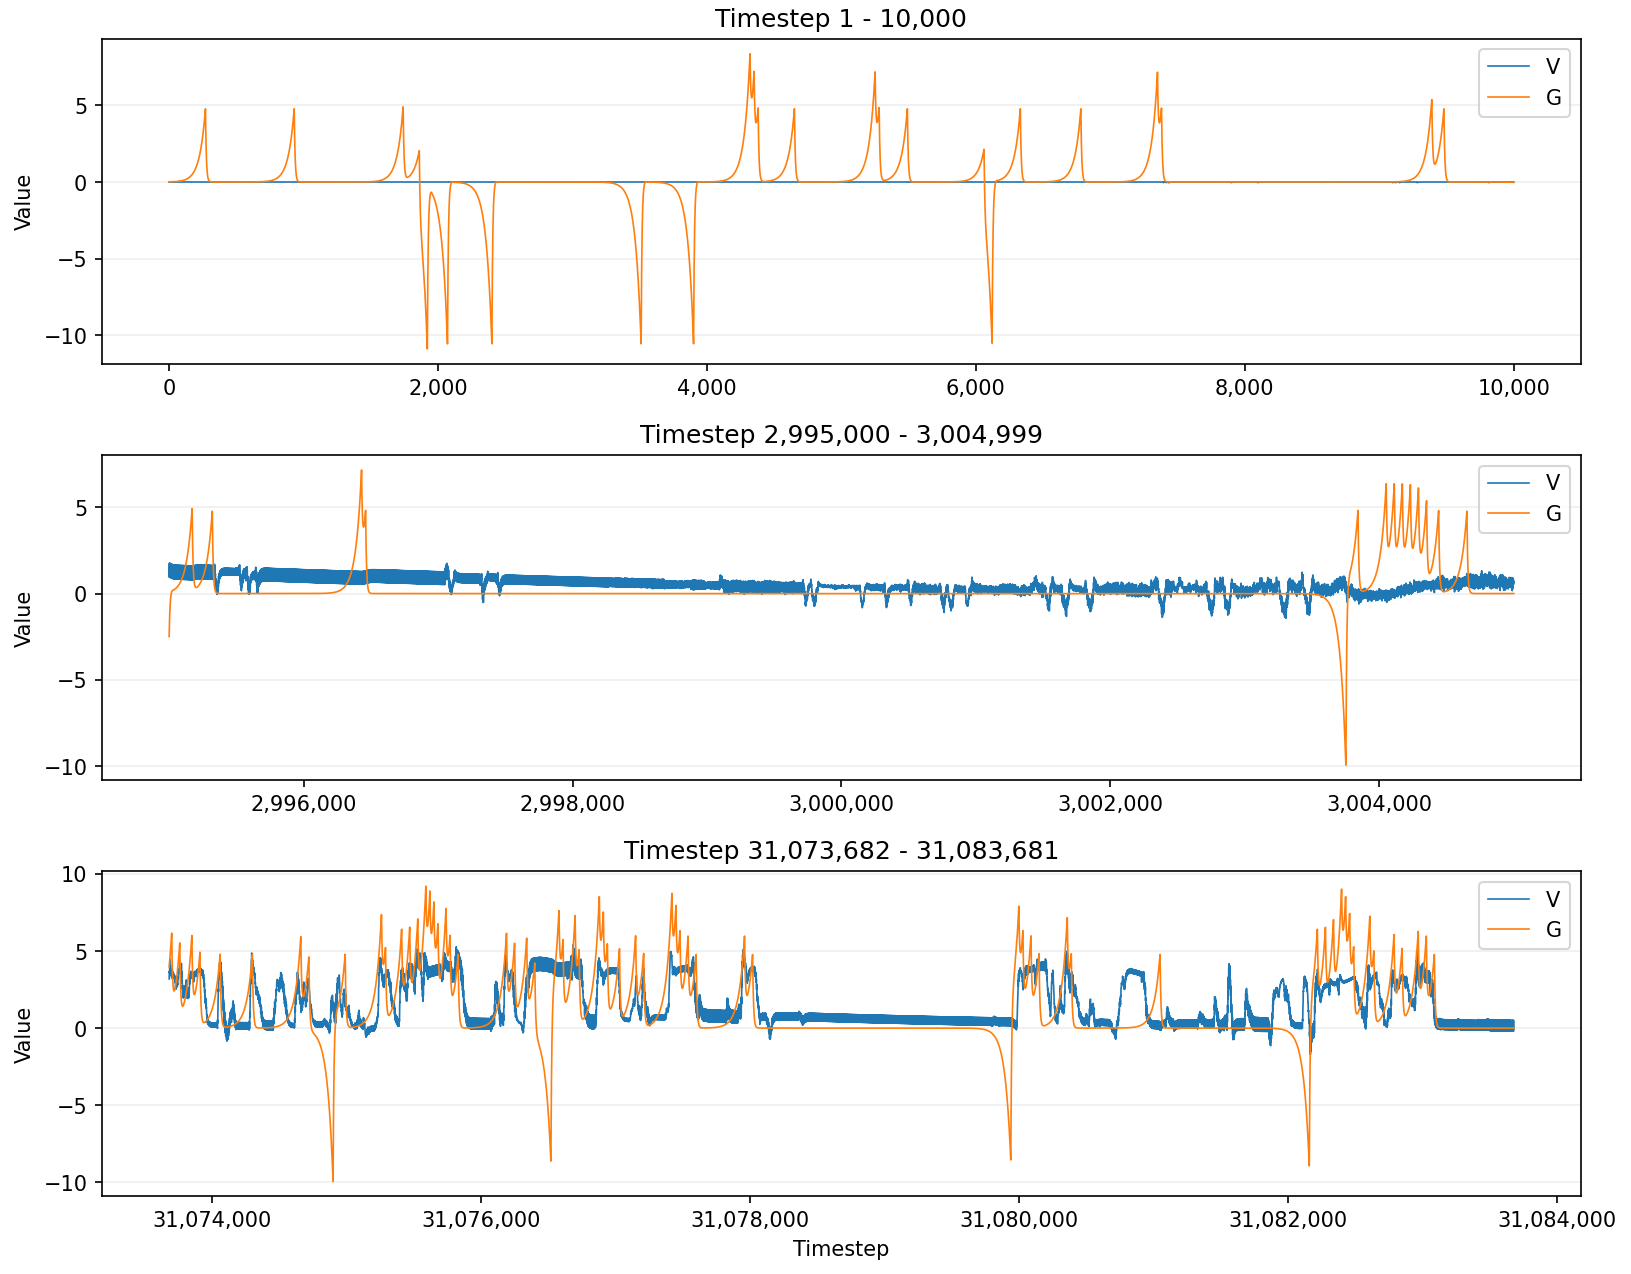 Timestep 1 - 10,000
Value
5
0
−5
−10
V
G
0
2,000
4,000
6,000
8,000
10,000
Timestep 2,995,000 - 3,004,999
Value
5
0
−5
−10
V
G
2,996,000
2,998,000
3,000,000
3,002,000
3,004,000
Timestep 31,073,682 - 31,083,681
Value
10
5
0
−5
−10
V
G
31,074,000
31,076,000
31,078,000
31,080,000
31,082,000
31,084,000
Timestep